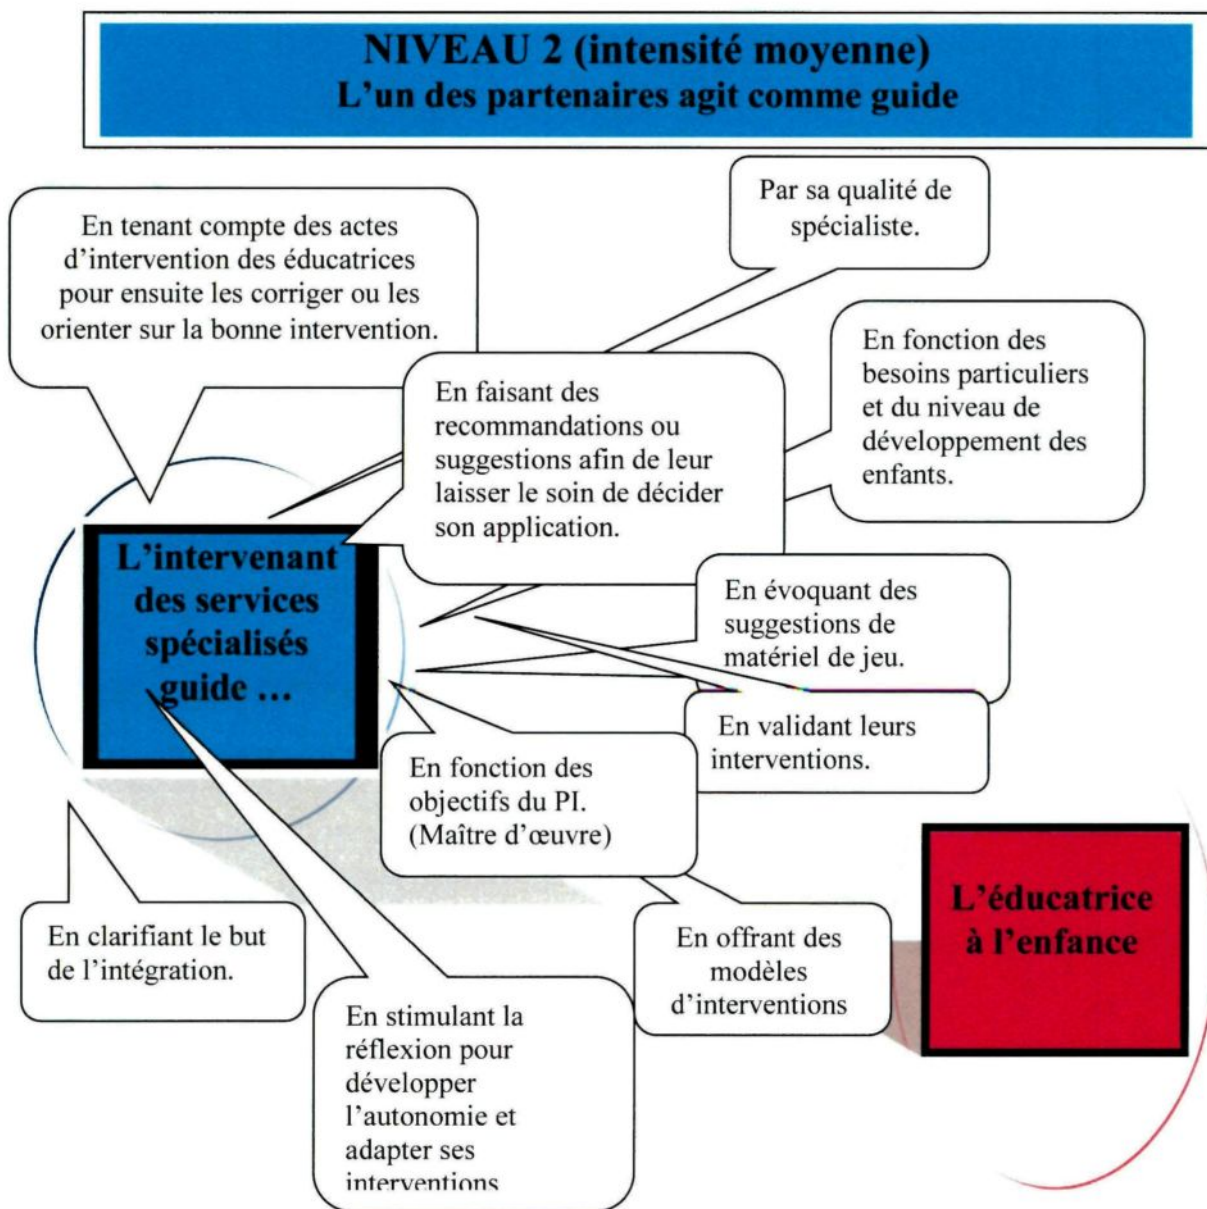 NIVEAU 2 (intensité moyenne)
L'un des partenaires agit comme guide
Par sa qualité de
spécialiste.
En tenant compte des actes
d'intervention des éducatrices
pour ensuite les corriger ou les
orienter sur la bonne intervention.
En fonction des
besoins particuliers
et du niveau de
développement des
enfants.
En faisant des
recommandations ou
suggestions afin de leur
laisser le soin de décider
son application.
L'intervenant
des services
spécialisés
guide ...
En évoquant des
suggestions de
matériel de jeu.
En validant leurs
interventions.
En fonction des
objectifs du PI.
(Maître d'œuvre)
L'éducatrice
à l'enfance
En clarifiant le but
de l'intégration.
En offrant des
modèles
d'interventions
En stimulant la
réflexion pour
développer
l'autonomie et
adapter ses
interventions